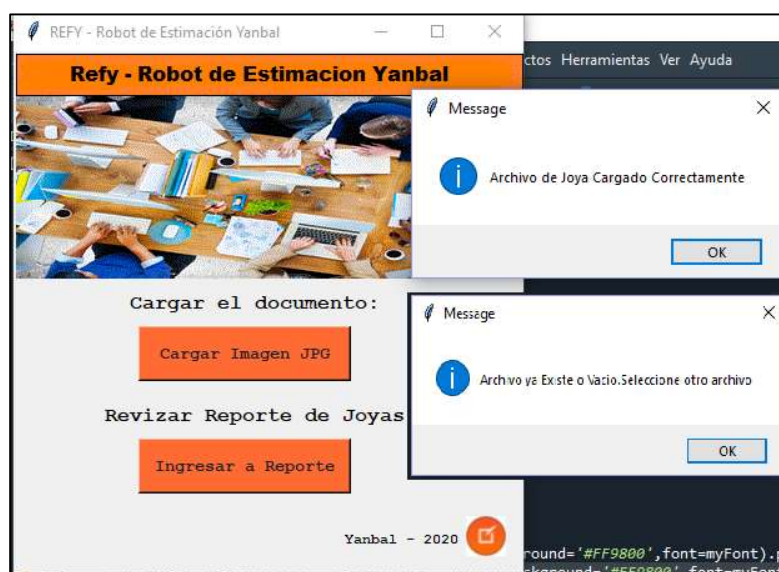 REFY - Robot de Estimación Yanbal
Refy - Robot de Estimacion Yanbal
ctos Herramientas Ver Ayuda
Message
Archivo de Joya Cargado Correctamente
OK
Cargar el documento:
Cargar Imagen JPG
Message
Archivo ya Existe o Vacio.Seleccione otro archivo
OK
Revizar Reporte de Joyas
Ingresar a Reporte
Yanbal - 2020
round='#FF9800',font=myFont).p